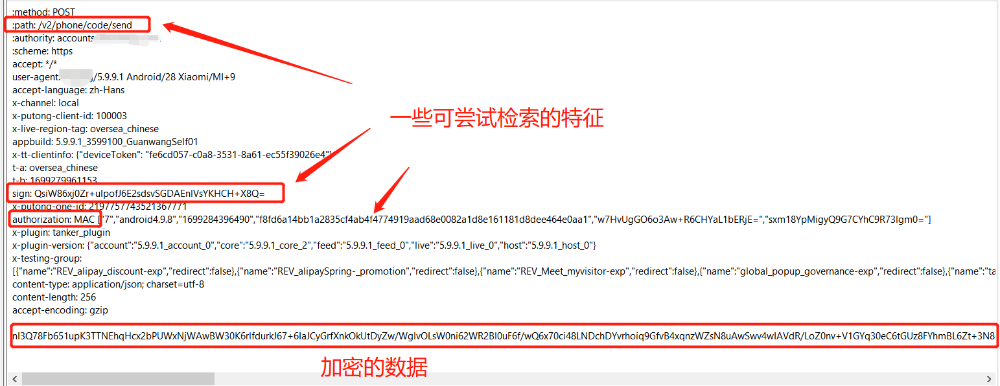 :method: POST
:path: /v2/phone/code/send
:authority: accounts
:scheme: https
accept: */*
user-agent: /5.9.9.1 Android/28 Xiaomi/MI+9
accept-language: zh-Hans
x-channel: local
x-putong-client-id: 100003
x-live-region-tag: oversea_chinese
appbuild: 5.9.9.1_3599100_GuanwangSelf01
x-tt-clientinfo: {"deviceToken": "fe6cd057-c0a8-3531-8a61-ec55f39026e4"}
t-a: oversea_chinese
t-b: 1699279961153
sign: QsiW86xj0Zr+uIpofJ6E2sdsvSGDAEnIVsYKHCH+X8Q=
x-putong-one-id: 2197757743521367771
authorization: MAC ["7","android4.9.8","1699284396490","f8fd6a14bb1a2835cf4ab4f4774919aad68e0082a1d8e161181d8dee464e0aa1","w7HvUgGO6o3Aw+R6CHYaL1bERjE=","sxm18YpMigyQ9G7CYhC9R73Igm0="]
x-plugin: tanker_plugin
x-plugin-version: {"account":"5.9.9.1_account_0","core":"5.9.9.1_core_2","feed":"5.9.9.1_feed_0","live":"5.9.9.1_live_0","host":"5.9.9.1_host_0"}
x-testing-group:
[{"name":"REV_alipay_discount-exp","redirect":false},{"name":"REV_alipaySpring-_promotion","redirect":false},{"name":"REV_Meet_myvisitor-exp","redirect":false},{"name":"global_popup_governance-exp","redirect":false},{"name":"ta
content-type: application/json; charset=utf-8
content-length: 256
accept-encoding: gzip
nI3Q78Fb651upK3TTNEhqHcx2bPUWxNjWAwBW30K6rlfdurkJ67+6IaJCyGrfXnkOkUtDyZw/WglvOLsW0ni62WR2Bl0uF6f/wQ6x70ci48LNDchDYvrhoiq9GfvB4xqnzWZsN8uAwSwv4wIAVdR/LoZ0nv+V1GYq30eC6tGUz8FYhmBL6Zt+3N8
一些可尝试检索的特征
加密的数据